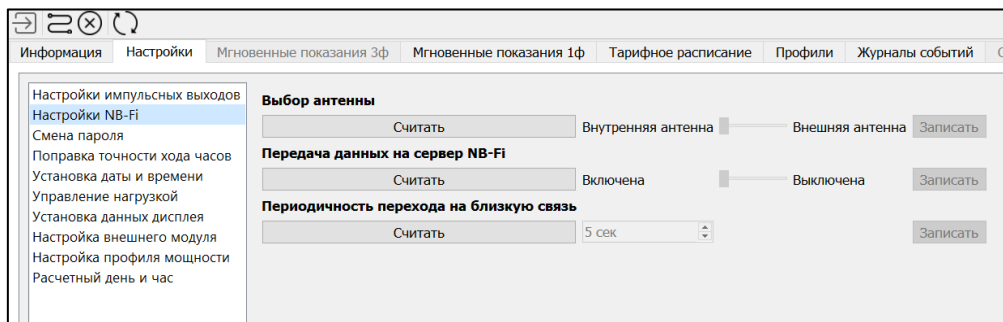 Информация Настройки Мгновенные показания 3ф Мгновенные показания 1ф Тарифное расписание Профили Журналы событий
Настройки импульсных выходов
Настройки NB-Fi
Смена пароля
Поправка точности хода часов
Установка даты и времени
Управление нагрузкой
Установка данных дисплея
Настройка внешнего модуля
Настройка профиля мощности
Расчетный день и час
Выбор антенны
Считать Внутренняя антенна Внешняя антенна Записать
Передача данных на сервер NB-Fi
Считать Включена Выключена Записать
Периодичность перехода на близкую связь
Считать 5 сек Записать